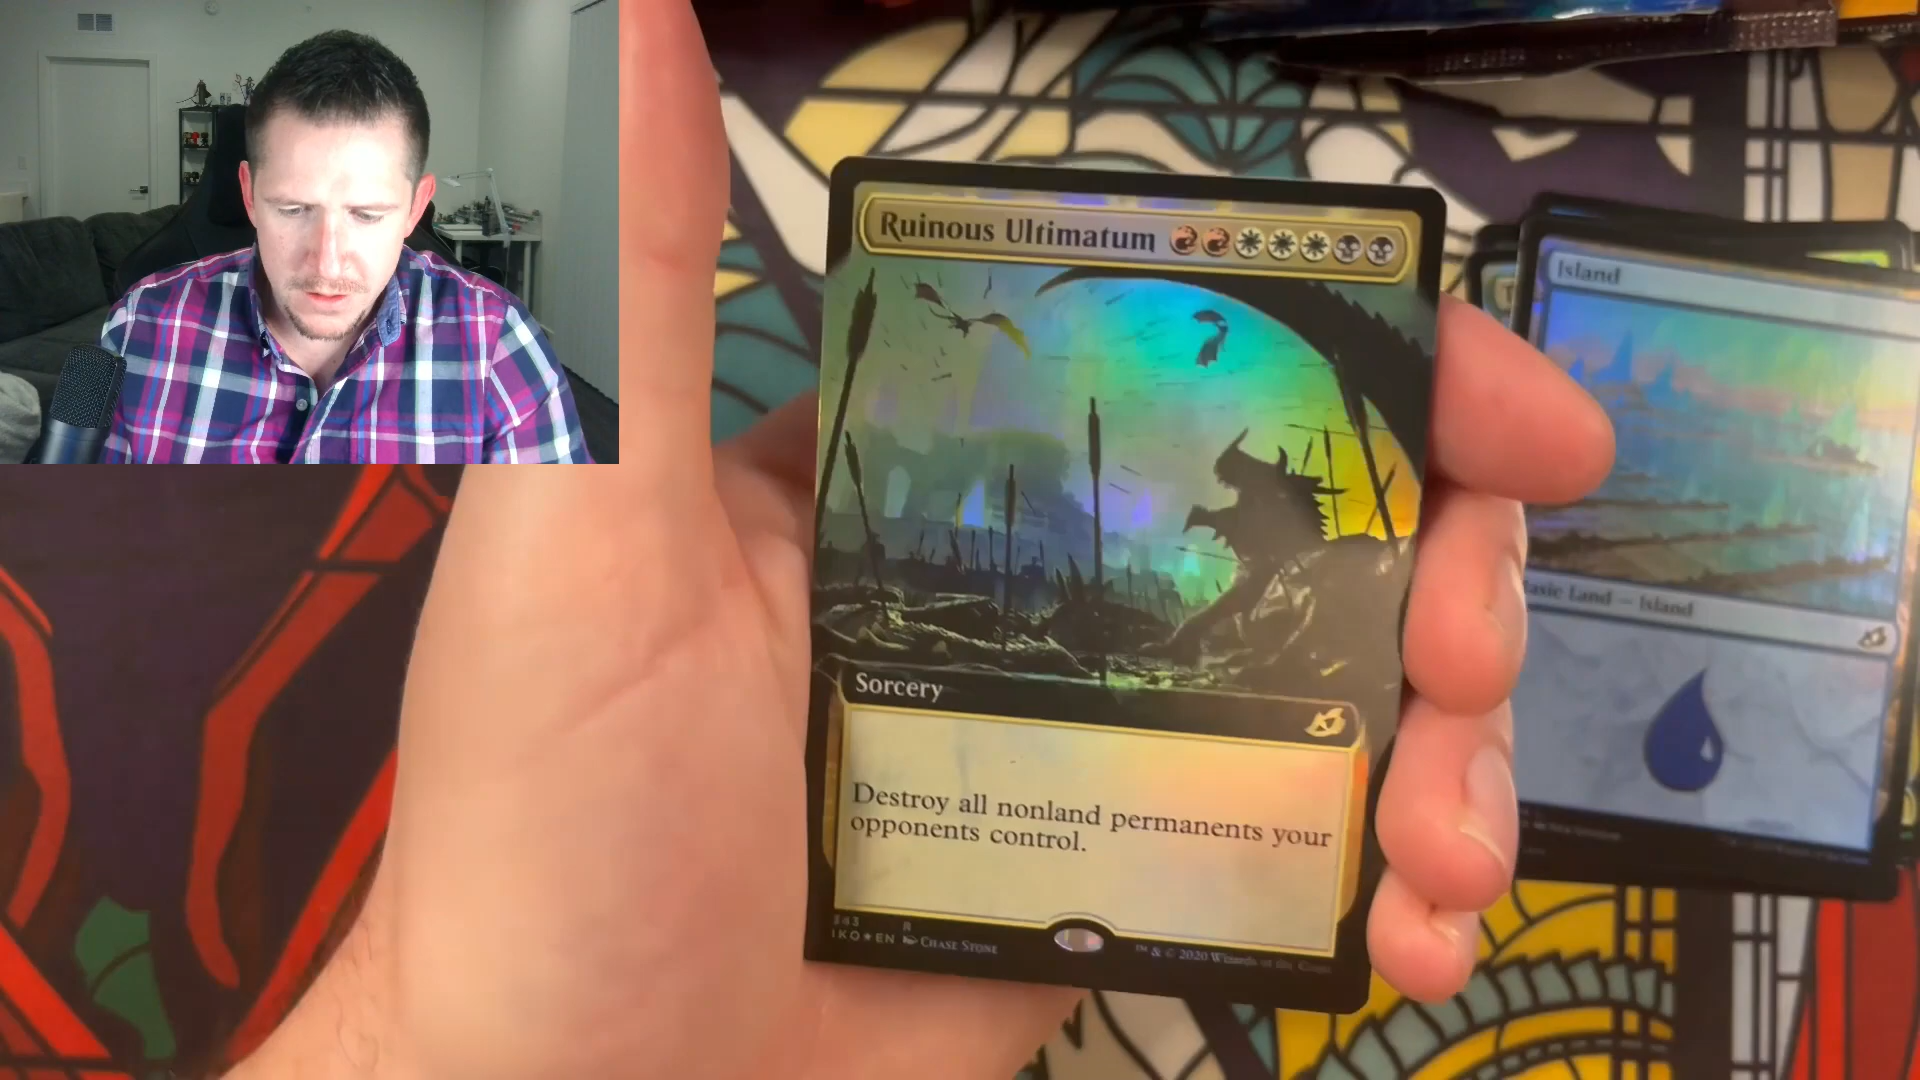 Ruinous Ultimatum
Sorcery
Destroy all nonland permanents your
opponents control.
343 R
IKO★EN Chase Stone
™ & © 2020 Wizards of the Coast
Island
Basic Land — Island